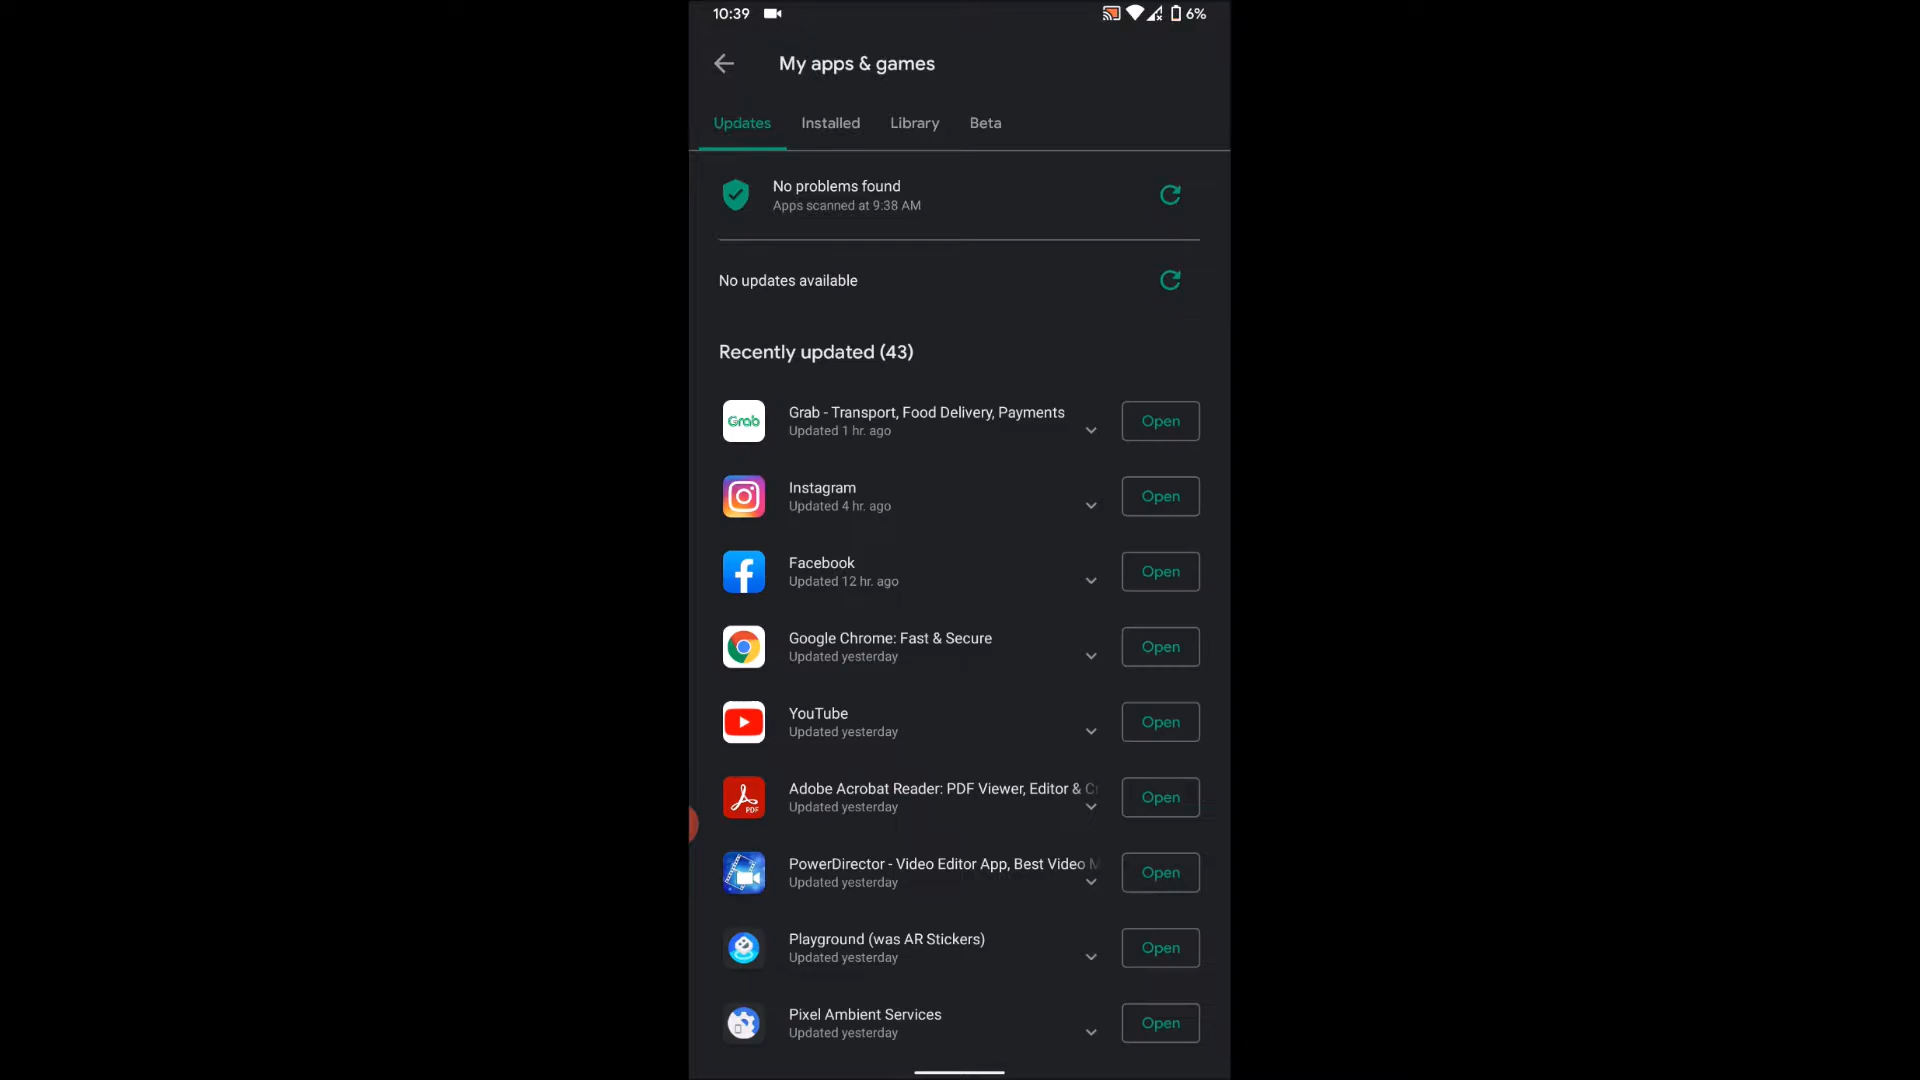 10:39
6%
My apps & games
Updates Installed Library Beta
No problems found
Apps scanned at 9:38 AM
No updates available
Recently updated (43)
Grab
Grab - Transport, Food Delivery, Payments
Updated 1 hr. ago
Open
Instagram
Updated 4 hr. ago
Open
Facebook
Updated 12 hr. ago
Open
Google Chrome: Fast & Secure
Updated yesterday
Open
YouTube
Updated yesterday
Open
PDF
Adobe Acrobat Reader: PDF Viewer, Editor & C
Updated yesterday
Open
PowerDirector - Video Editor App, Best Video M
Updated yesterday
Open
Playground (was AR Stickers)
Updated yesterday
Open
Pixel Ambient Services
Updated yesterday
Open